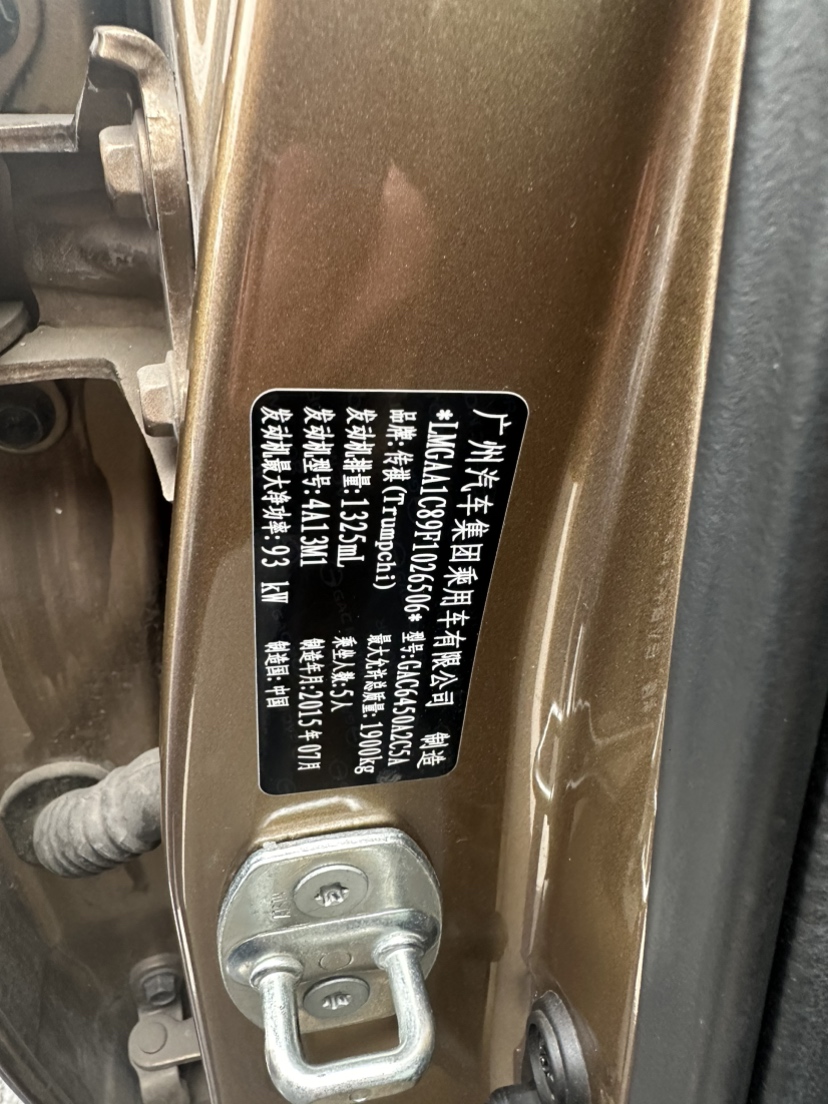 广州汽车集团乘用车有限公司 制造
*LMGAA1C89F1026506* 型号:GAC6450A2C5A
品牌:传祺(Trumpchi) 最大允许总质量:1900kg
发动机排量:1325mL 乘坐人数:5人
发动机型号:4A13M1 制造年月:2015年07月
发动机最大净功率:93 kW 制造国:中国